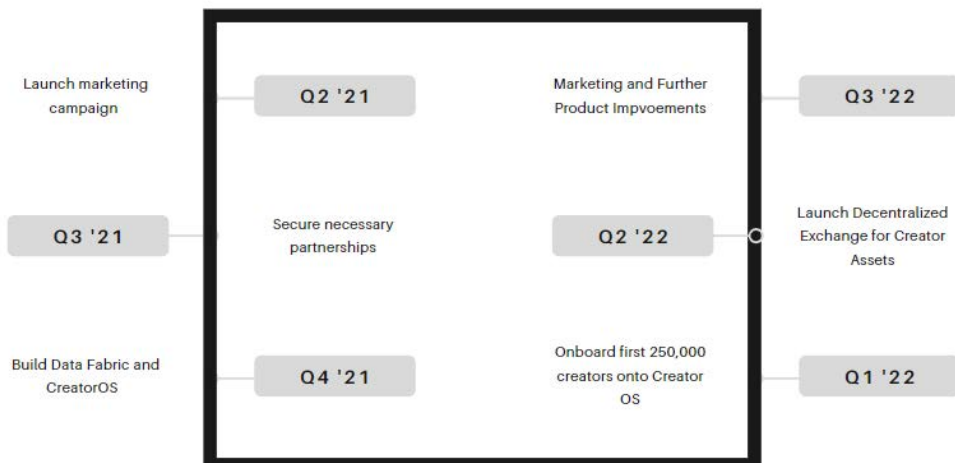 Launch marketing
campaign
Q2 '21
Marketing and Further
Product Impvoements
Q3 '22
Q3 '21
Secure necessary
partnerships
Q2 '22
Launch Decentralized
Exchange for Creator
Assets
Build Data Fabric and
CreatorOS
Q4 '21
Onboard first 250,000
creators onto Creator
OS
Q1 '22